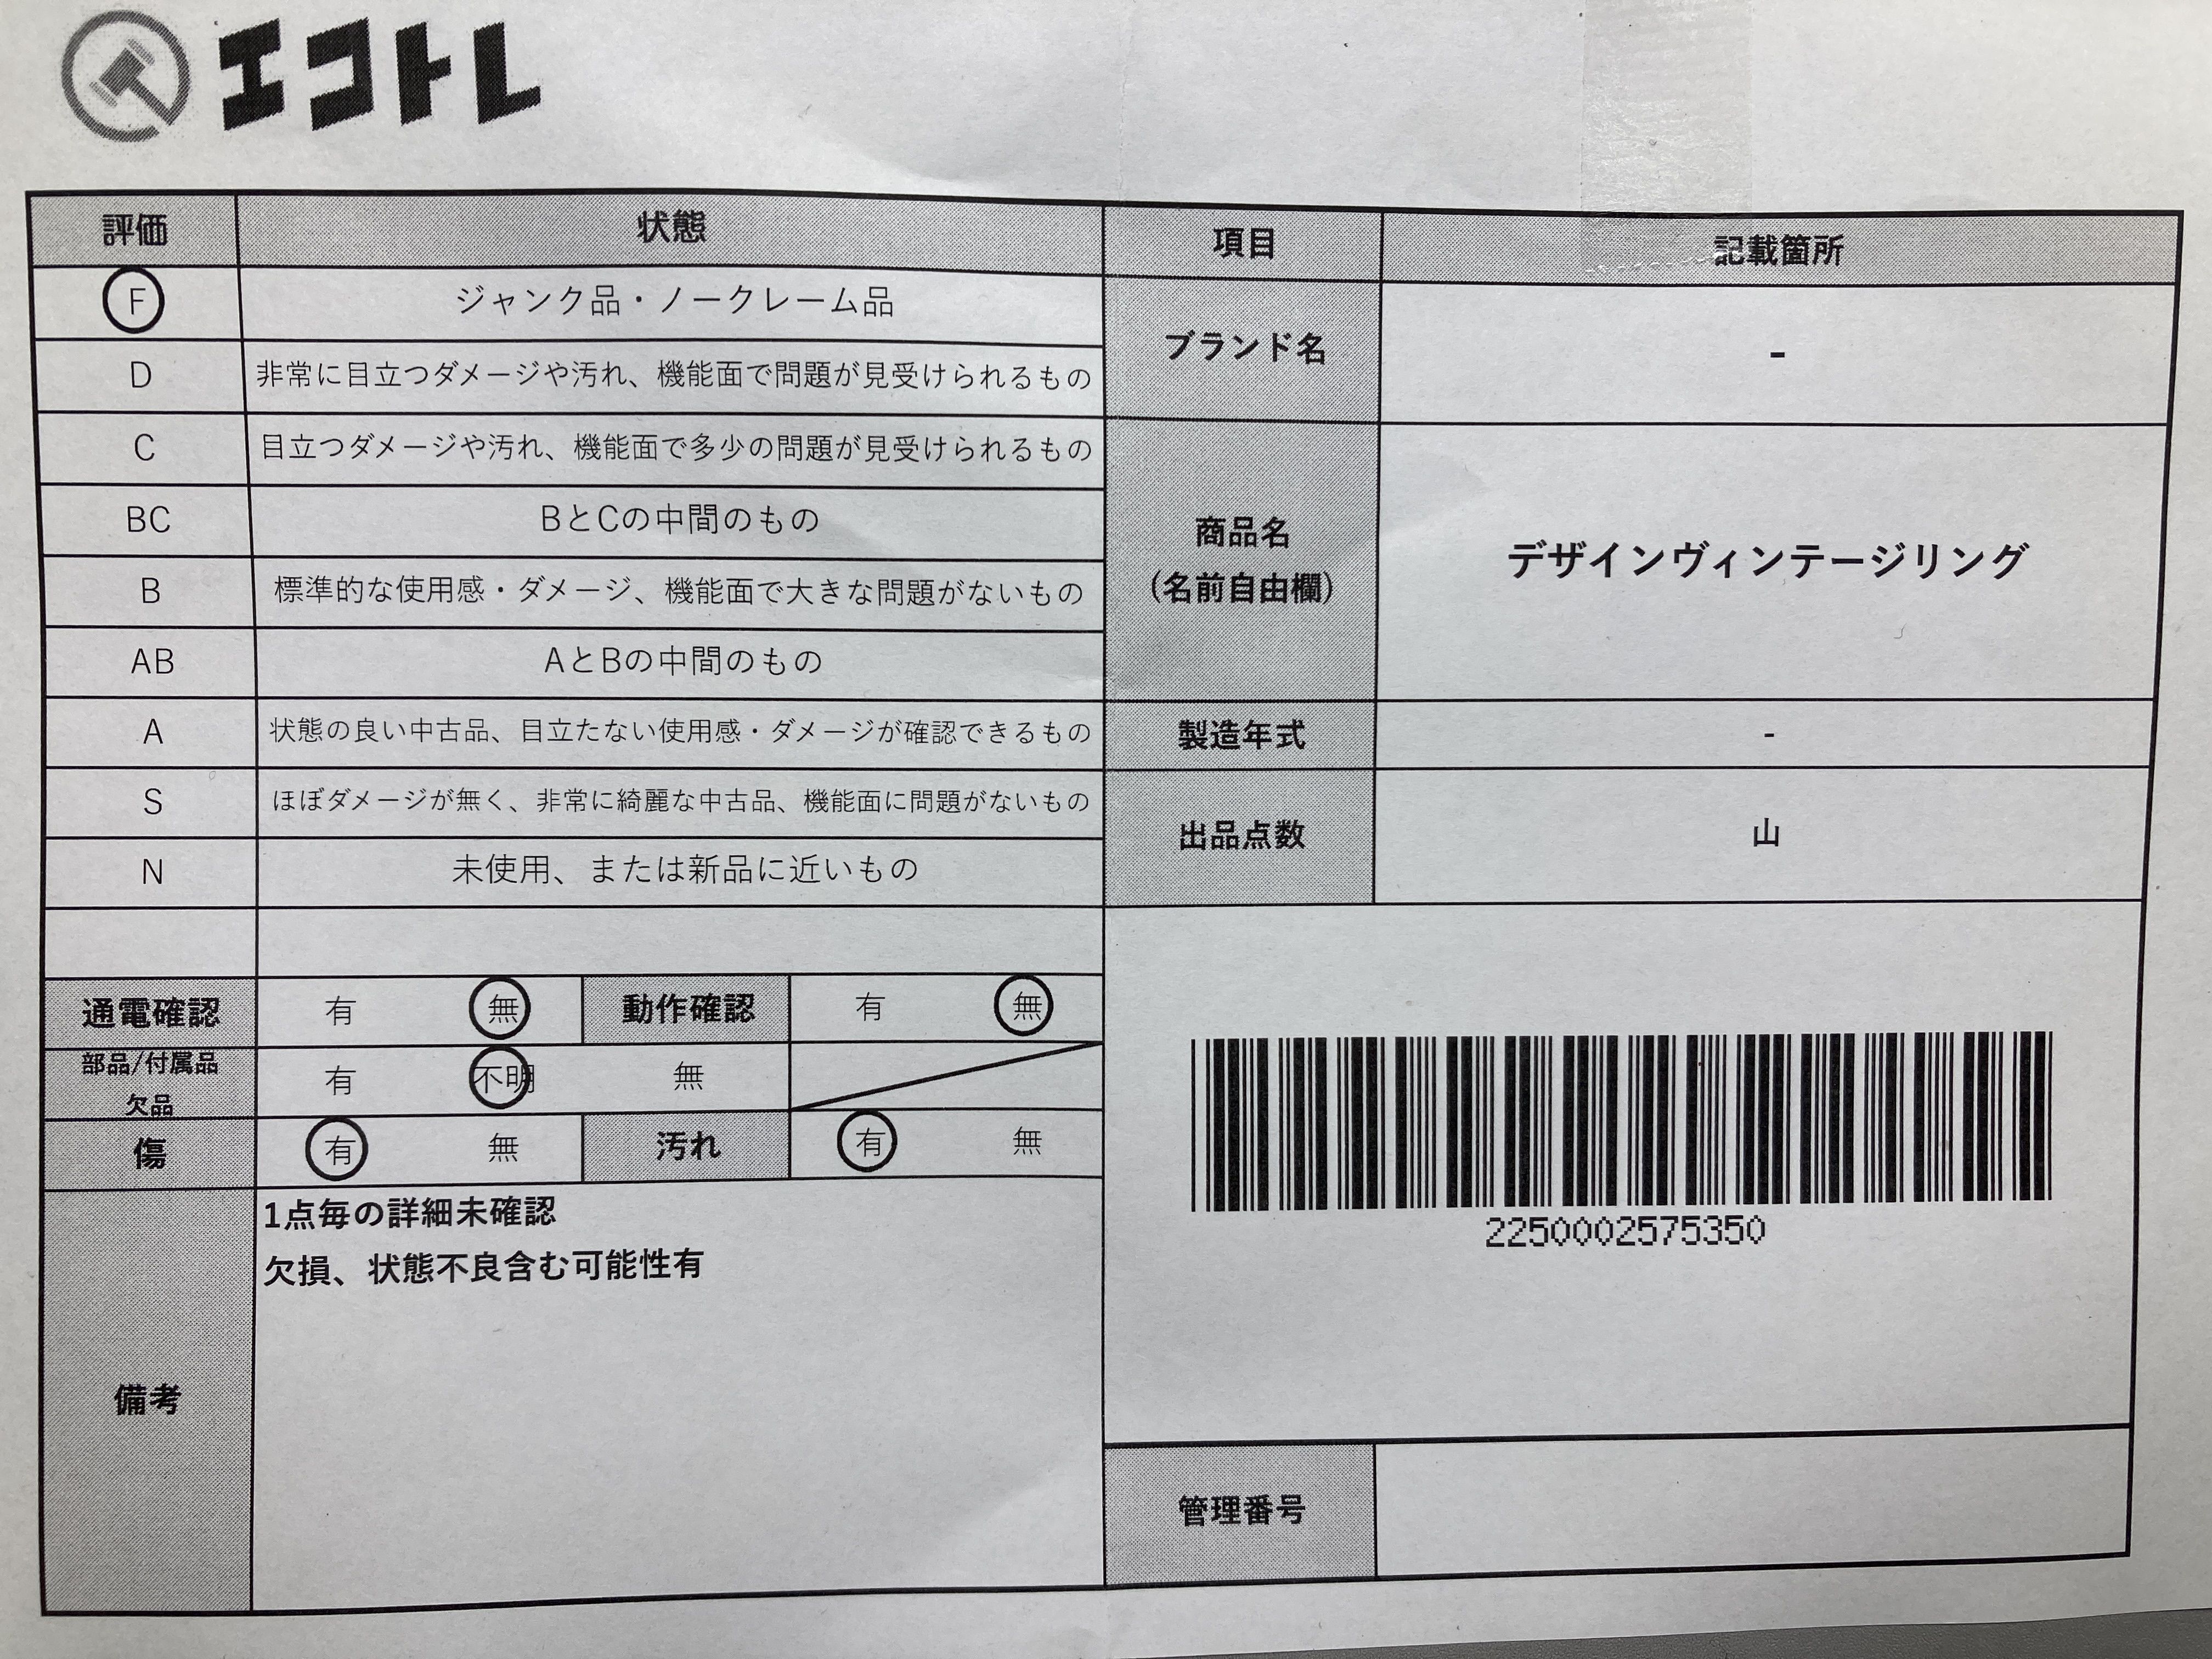 エコトレ
評価 状態 項目 記載箇所
F ジャンク品・ノークレーム品
D 非常に目立つダメージや汚れ、機能面で問題が見受けられるもの
C 目立つダメージや汚れ、機能面で多少の問題が見受けられるもの
BC BとCの中間のもの
B 標準的な使用感・ダメージ、機能面で大きな問題がないもの
AB AとBの中間のもの
A 状態の良い中古品、目立たない使用感・ダメージが確認できるもの
S ほぼダメージが無く、非常に綺麗な中古品、機能面に問題がないもの
N 未使用、または新品に近いもの
通電確認 有 無 動作確認 有 無
部品/付属品
欠品
有 不明 無
傷 有 無 汚れ 有 無
備考
1点毎の詳細未確認
欠損、状態不良含む可能性有
ブランド名 -
商品名
(名前自由欄)
デザインヴィンテージリング
製造年式 -
出品点数 山
2250002575350
管理番号